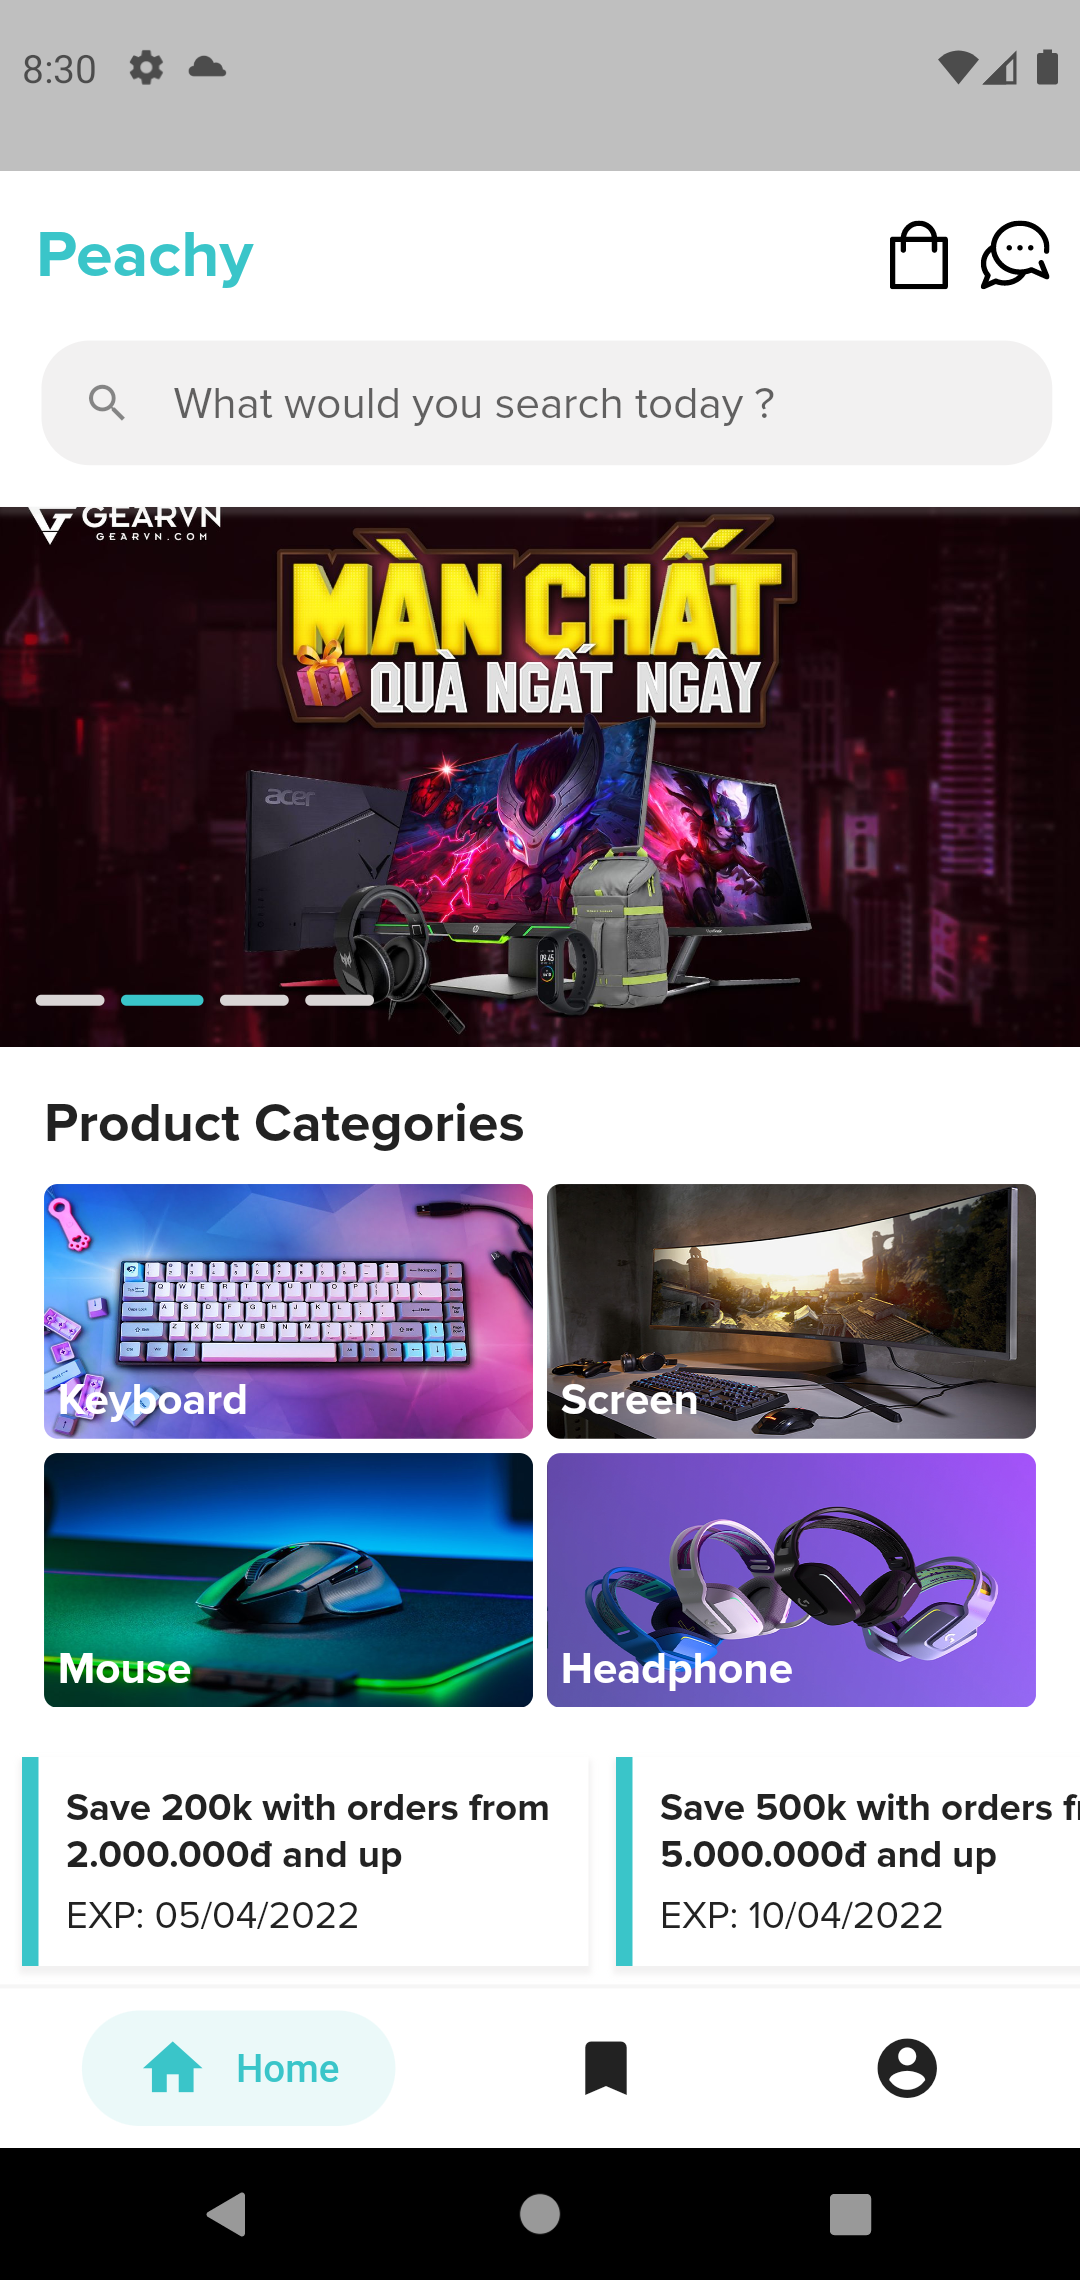 8:30
Peachy
What would you search today ?
GEARVN
GEARVN.COM
MÀN CHẤT
QUÀ NGẤT NGÂY
acer
Product Categories
Keyboard
Screen
Mouse
Headphone
Save 200k with orders from
2.000.000đ and up
EXP: 05/04/2022
Save 500k with orders fr
5.000.000đ and up
EXP: 10/04/2022
Home